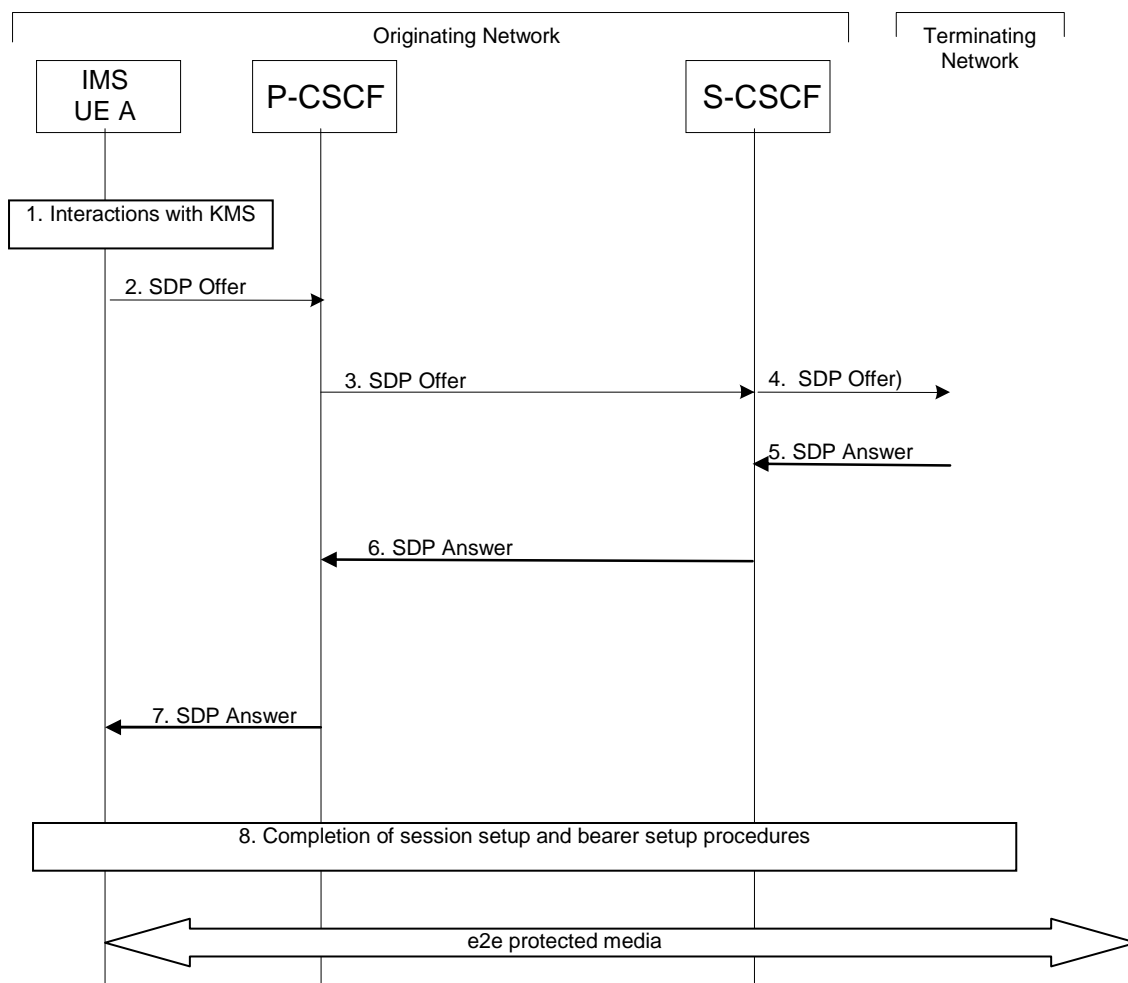 Originating Network
Terminating
Network
IMS
UE A
P-CSCF
S-CSCF
1. Interactions with KMS
2. SDP Offer
3. SDP Offer
4. SDP Offer)
5. SDP Answer
6. SDP Answer
7. SDP Answer
8. Completion of session setup and bearer setup procedures
e2e protected media